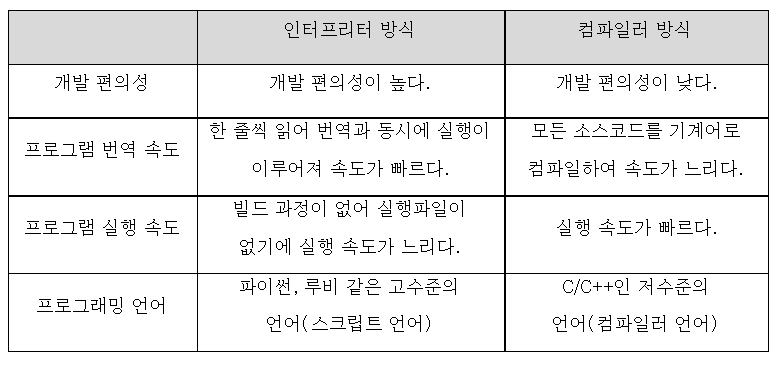 인터프리터 방식
컴파일러 방식
개발 편의성
개발 편의성이 높다.
개발 편의성이 낮다.
프로그램 번역 속도
한 줄씩 읽어 번역과 동시에 실행이
이루어져 속도가 빠르다.
모든 소스코드를 기계어로
컴파일하여 속도가 느리다.
프로그램 실행 속도
빌드 과정이 없어 실행파일이
없기에 실행 속도가 느리다.
실행 속도가 빠르다.
프로그래밍 언어
파이썬, 루비 같은 고수준의
언어(스크립트 언어)
C/C++인 저수준의
언어(컴파일러 언어)